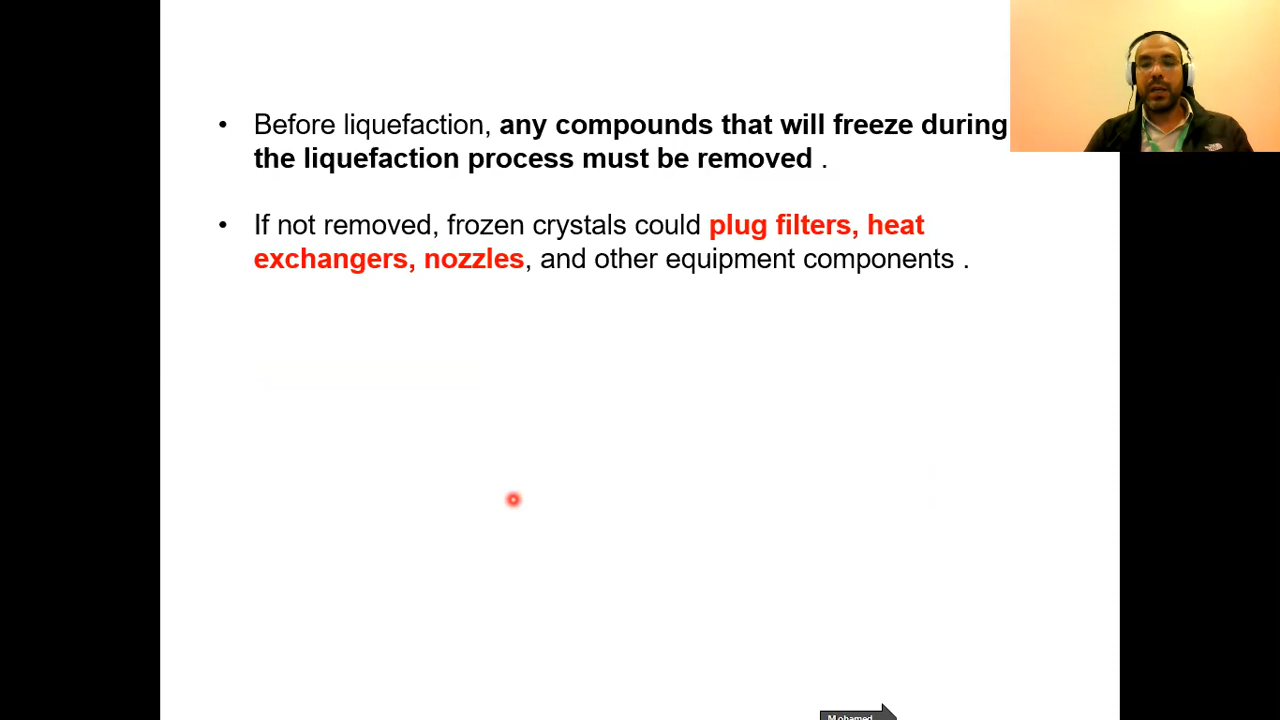 • Before liquefaction, any compounds that will freeze during
the liquefaction process must be removed .
• If not removed, frozen crystals could plug filters, heat
exchangers, nozzles, and other equipment components .
Mohamed